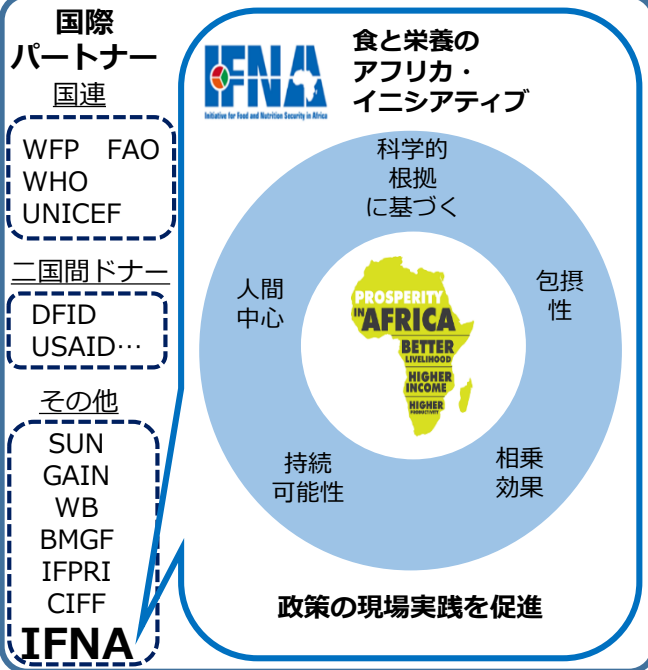 国際
パートナー
国連
WFP FAO
WHO
UNICEF
二国間ドナー
DFID
USAID…
その他
SUN
GAIN
WB
BMGF
IFPRI
CIFF
IFNA
IFNA
Initiative for Food and Nutrition Security in Africa
食と栄養の
アフリカ・
イニシアティブ
科学的
根拠
に基づく
人間
中心
包摂
性
持続
可能性
相乗
効果
PROSPERITY
IN AFRICA
BETTER
LIVELIHOOD
HIGHER
INCOME
HIGHER
PRODUCTIVITY
政策の現場実践を促進